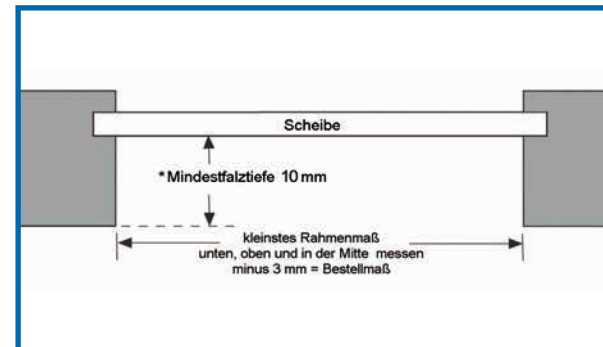 Scheibe
* Mindestfalztiefe 10 mm
kleinstes Rahmenmaß
unten, oben und in der Mitte messen
minus 3 mm = Bestellmaß